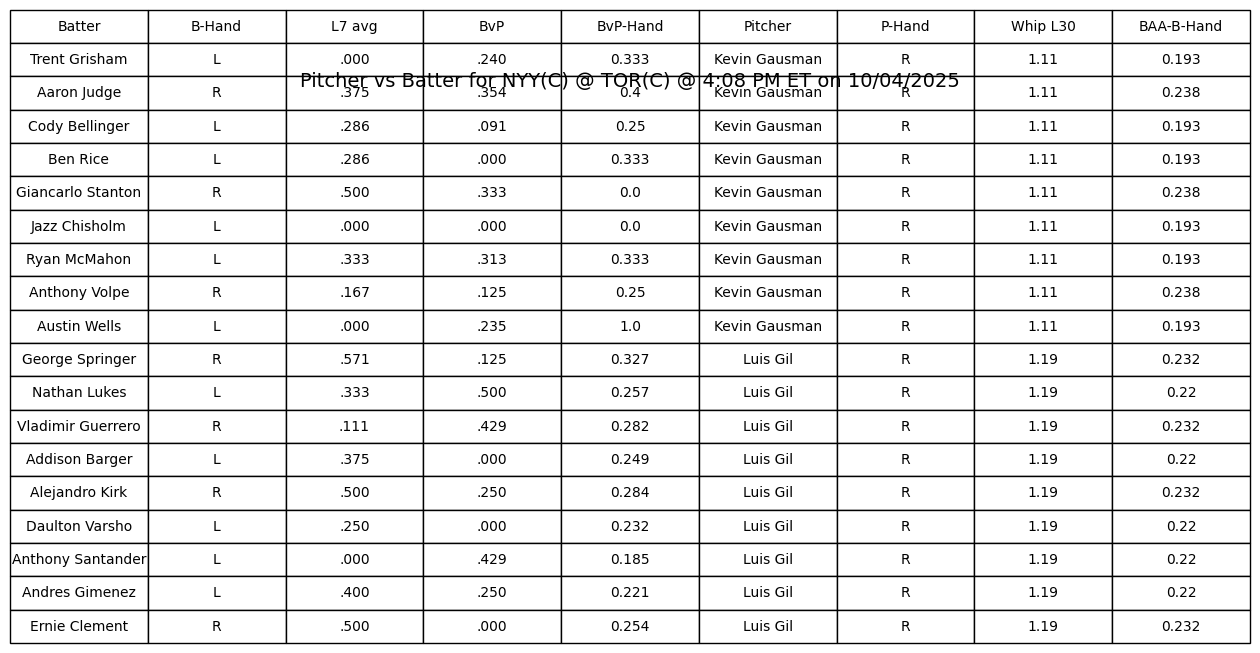 Batter B-Hand L7 avg BvP BvP-Hand Pitcher P-Hand Whip L30 BAA-B-Hand
Trent Grisham L .000 .240 0.333 Kevin Gausman R 1.11 0.193
Pitcher vs Batter for NYY(C) @ TOR(C) @ 4:08 PM ET on 10/04/2025
Aaron Judge R .375 .354 0.4 Kevin Gausman R 1.11 0.238
Cody Bellinger L .286 .091 0.25 Kevin Gausman R 1.11 0.193
Ben Rice L .286 .000 0.333 Kevin Gausman R 1.11 0.193
Giancarlo Stanton R .500 .333 0.0 Kevin Gausman R 1.11 0.238
Jazz Chisholm L .000 .000 0.0 Kevin Gausman R 1.11 0.193
Ryan McMahon L .333 .313 0.333 Kevin Gausman R 1.11 0.193
Anthony Volpe R .167 .125 0.25 Kevin Gausman R 1.11 0.238
Austin Wells L .000 .235 1.0 Kevin Gausman R 1.11 0.193
George Springer R .571 .125 0.327 Luis Gil R 1.19 0.232
Nathan Lukes L .333 .500 0.257 Luis Gil R 1.19 0.22
Vladimir Guerrero R .111 .429 0.282 Luis Gil R 1.19 0.232
Addison Barger L .375 .000 0.249 Luis Gil R 1.19 0.22
Alejandro Kirk R .500 .250 0.284 Luis Gil R 1.19 0.232
Daulton Varsho L .250 .000 0.232 Luis Gil R 1.19 0.22
Anthony Santander L .000 .429 0.185 Luis Gil R 1.19 0.22
Andres Gimenez L .400 .250 0.221 Luis Gil R 1.19 0.22
Ernie Clement R .500 .000 0.254 Luis Gil R 1.19 0.232